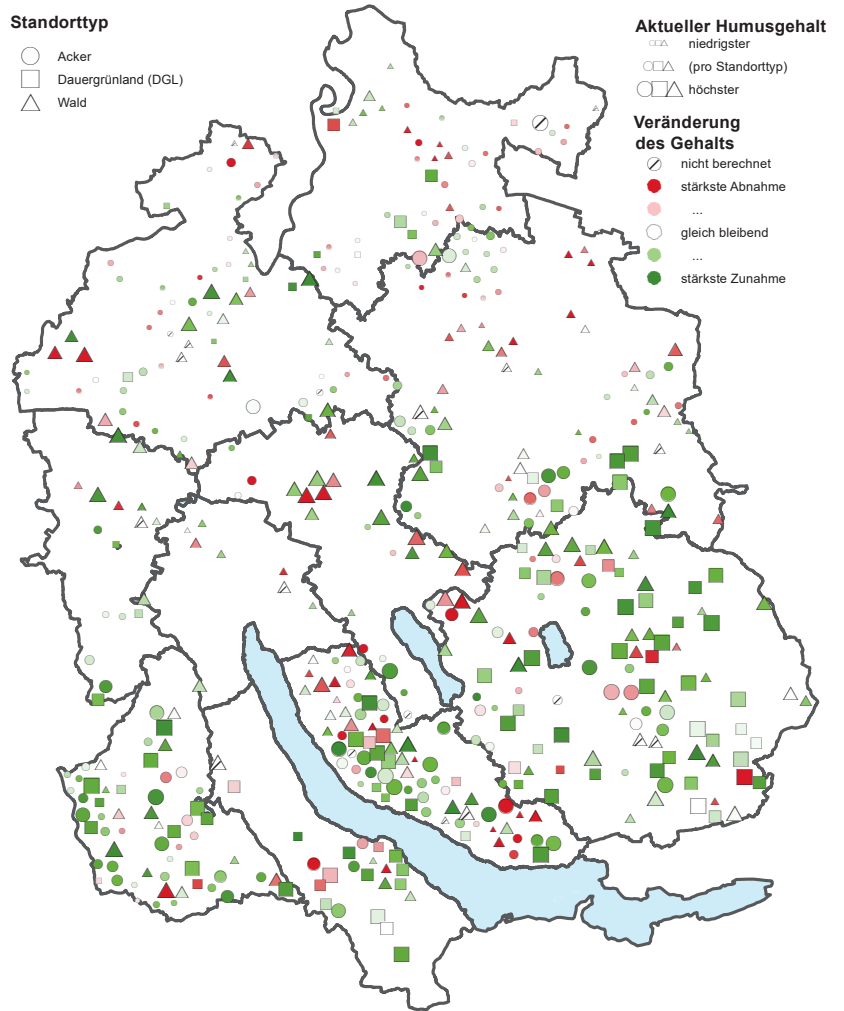 Standorttyp
Acker
Dauergrünland (DGL)
Wald
Aktueller Humusgehalt
niedrigster
(pro Standorttyp)
höchster
Veränderung
des Gehalts
nicht berechnet
stärkste Abnahme
...
gleich bleibend
...
stärkste Zunahme